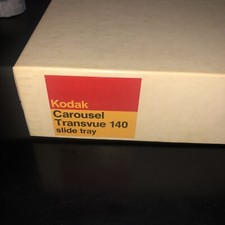 Kodak
Carousel
Transvue 140
slide tray